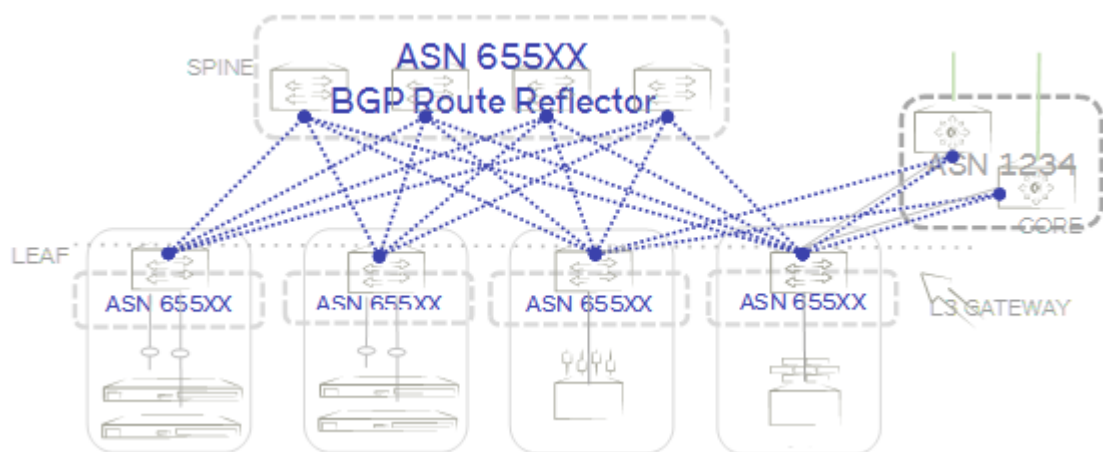 ASN 655XX
SPINE
BGP Route Reflector
ASN 1234
CORE
LEAF
ASN 655XX
ASN 655XX
ASN 655XX
ASN 655XX
L3 GATEWAY